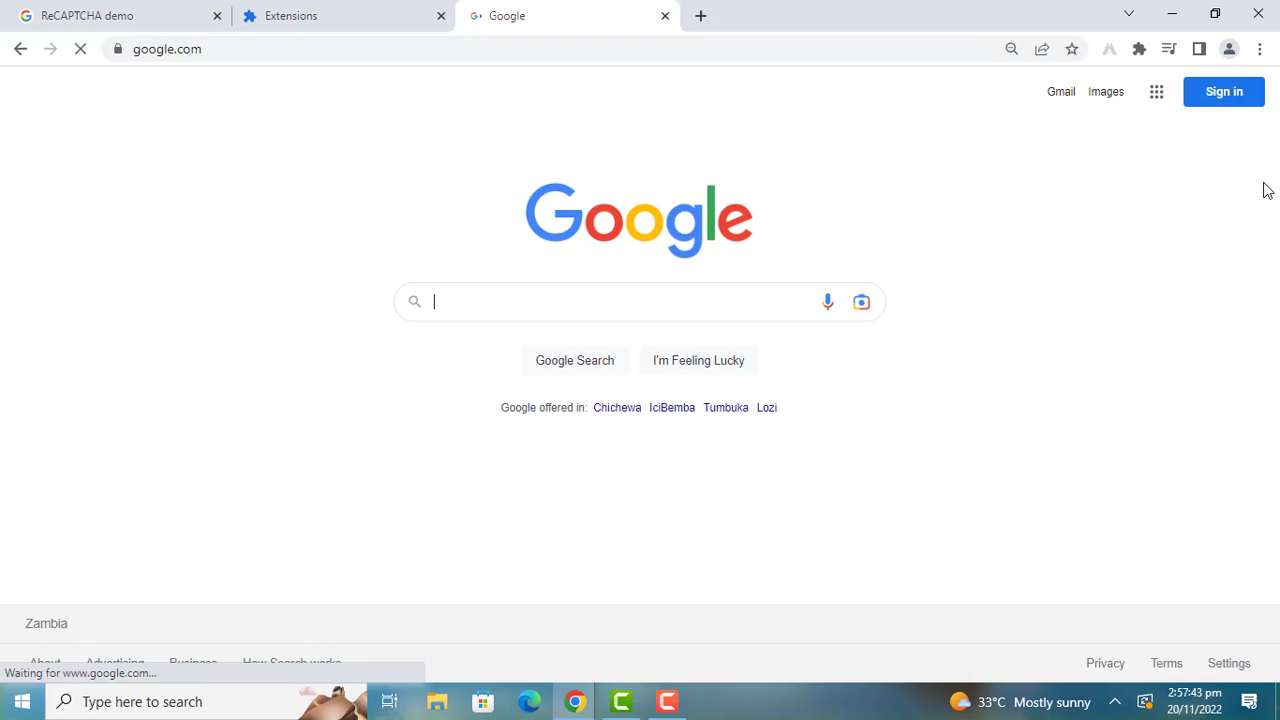 ReCAPTCHA demo
Extensions
Google
google.com
Gmail Images Sign in
Google
Google Search I'm Feeling Lucky
Google offered in: Chichewa IciBemba Tumbuka Lozi
Zambia
About Advertising Business How Search works
Privacy Terms Settings
Waiting for www.google.com...
Type here to search
33°C Mostly sunny
2:57:43 pm
20/11/2022